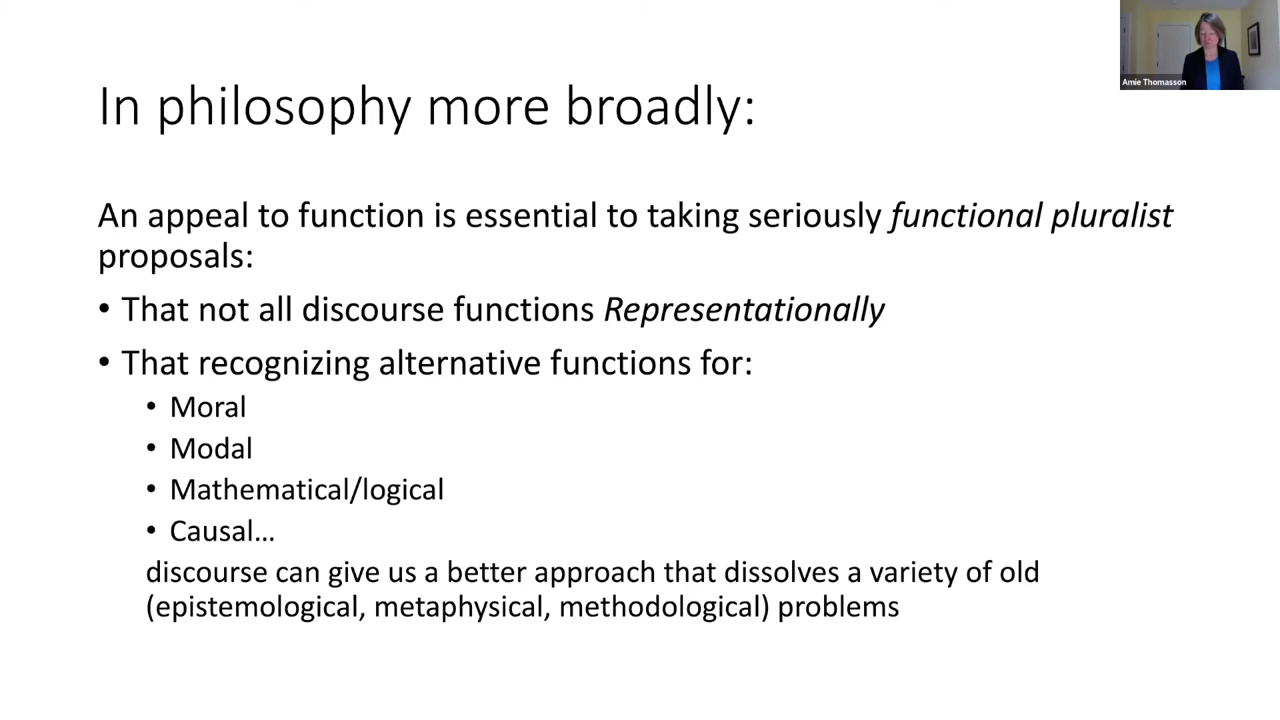 Amie Thomasson
In philosophy more broadly:
An appeal to function is essential to taking seriously functional pluralist
proposals:
• That not all discourse functions Representationally
• That recognizing alternative functions for:
• Moral
• Modal
• Mathematical/logical
• Causal…
discourse can give us a better approach that dissolves a variety of old
(epistemological, metaphysical, methodological) problems